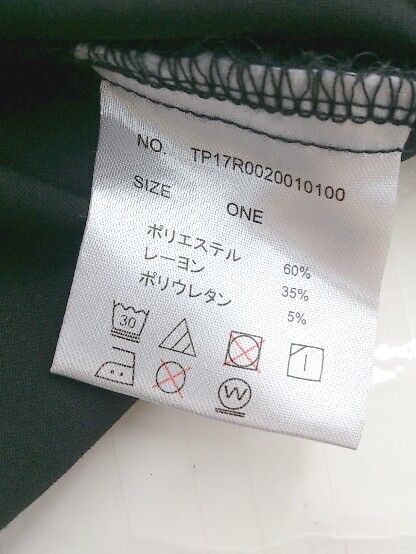 NO. TP17R0020010100
SIZE ONE
ポリエステル 60%
レーヨン 35%
ポリウレタン 5%
30
W